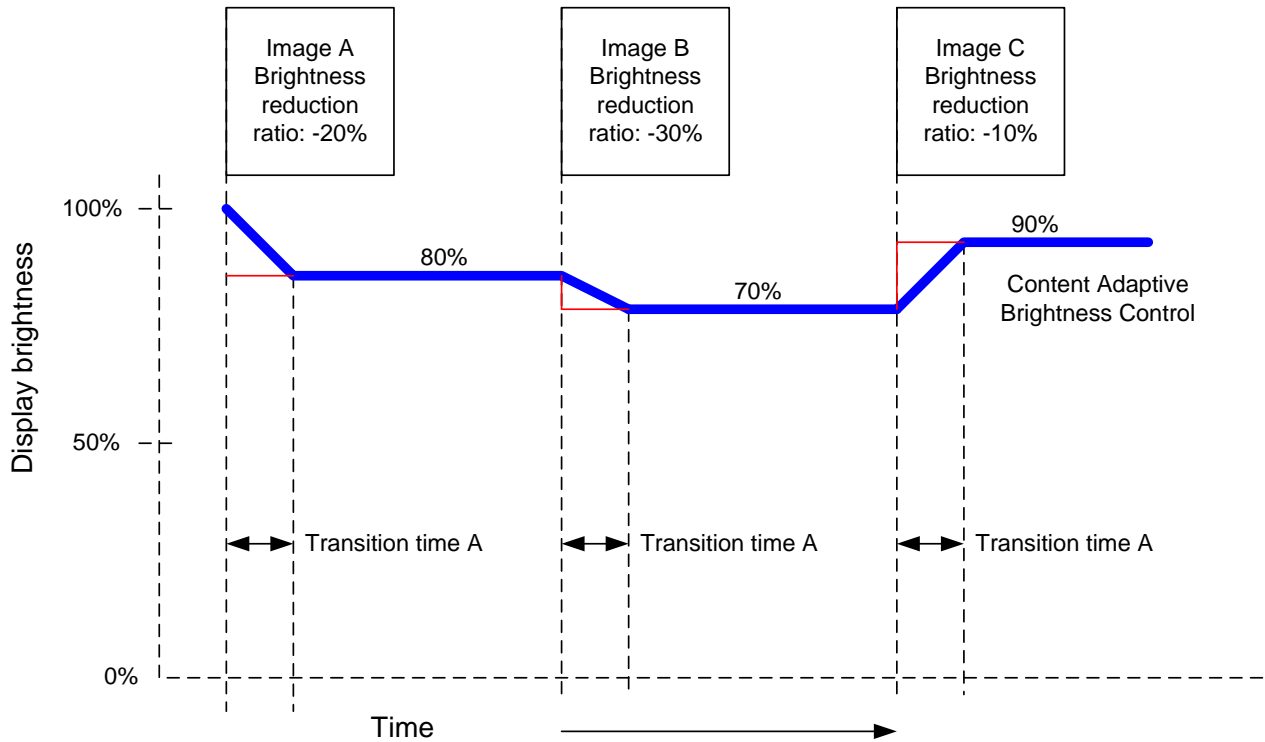 Image A
Brightness
reduction
ratio: -20%
Image B
Brightness
reduction
ratio: -30%
Image C
Brightness
reduction
ratio: -10%
100%
80%
70%
90%
Content Adaptive
Brightness Control
Display brightness
50%
Transition time A
Transition time A
Transition time A
0%
Time